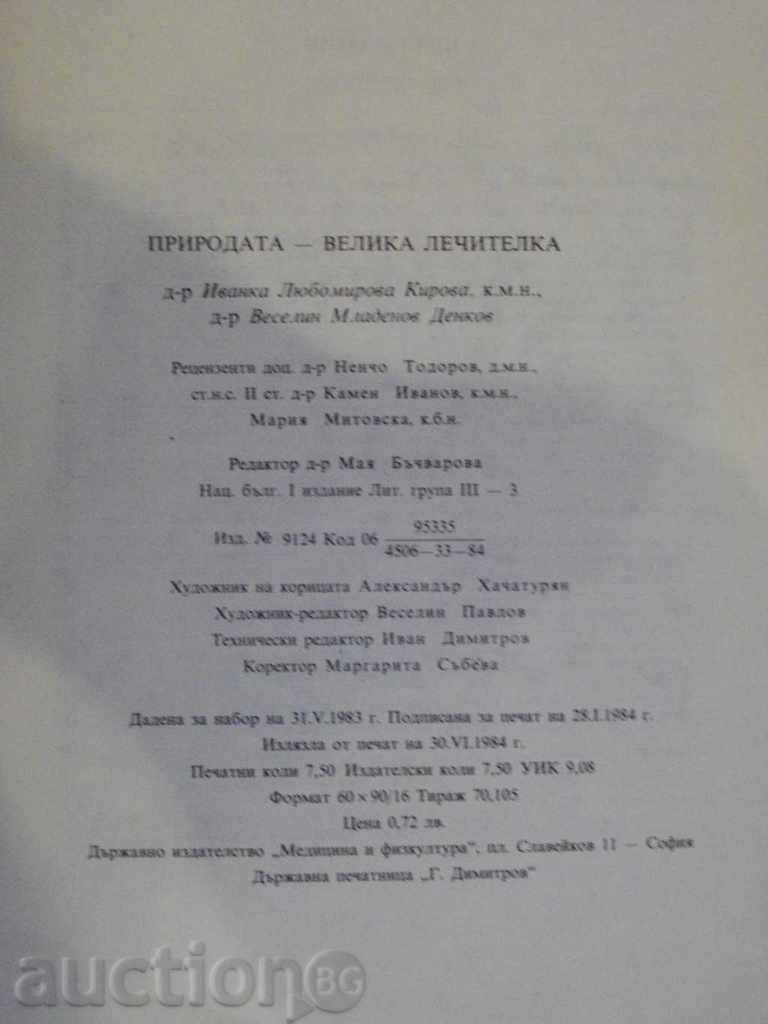 ПРИРОДАТА — ВЕЛИКА ЛЕЧИТЕЛКА
д-р Иванка Любомирова Кирова, к.м.н.,
д-р Веселин Младенов Денков
Рецензенти доц. д-р Ненчо Тодоров, д.м.н.,
ст.н.с. II ст. д-р Камен Иванов, к.м.н.,
Мария Митовска, к.б.н.
Редактор д-р Мая Бъчварова
Нац. бълг. I издание Лит. група III — 3
Изд. № 9124 Код 06 95335
4506—33—84
Художник на корицата Александър Хачатурян
Художник-редактор Веселин Павлов
Технически редактор Иван Димитров
Коректор Маргарита Събева
Дадена за набор на 31.V.1983 г. Подписана за печат на 28.I.1984 г.
Излязла от печат на 30.VI.1984 г.
Печатни коли 7,50 Издателски коли 7,50 УИК 9,08
Формат 60×90/16 Тираж 70,105
Цена 0,72 лв.
Държавно издателство „Медицина и физкултура“, пл. Славейков 11 — София
Държавна печатница „Г. Димитров“
auctionBG